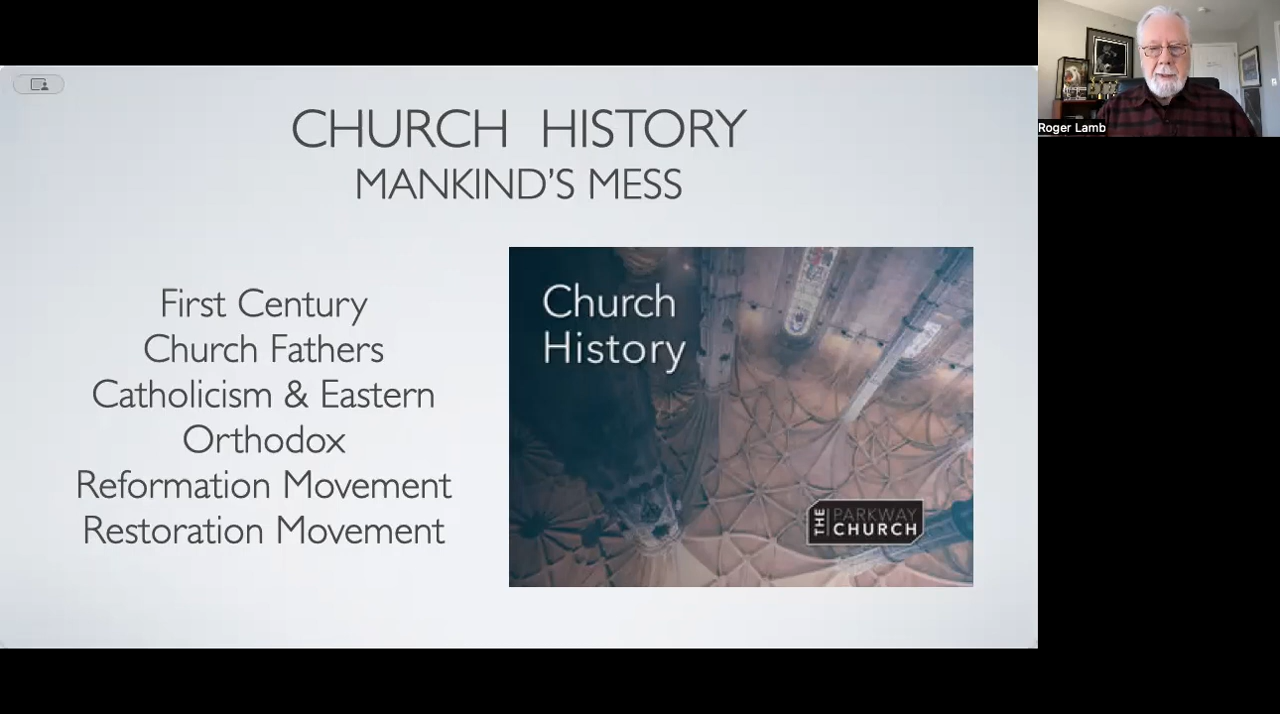 CHURCH HISTORY
MANKIND'S MESS
First Century
Church Fathers
Catholicism & Eastern
Orthodox
Reformation Movement
Restoration Movement
Church
History
THE PARKWAY
CHURCH
Roger Lamb